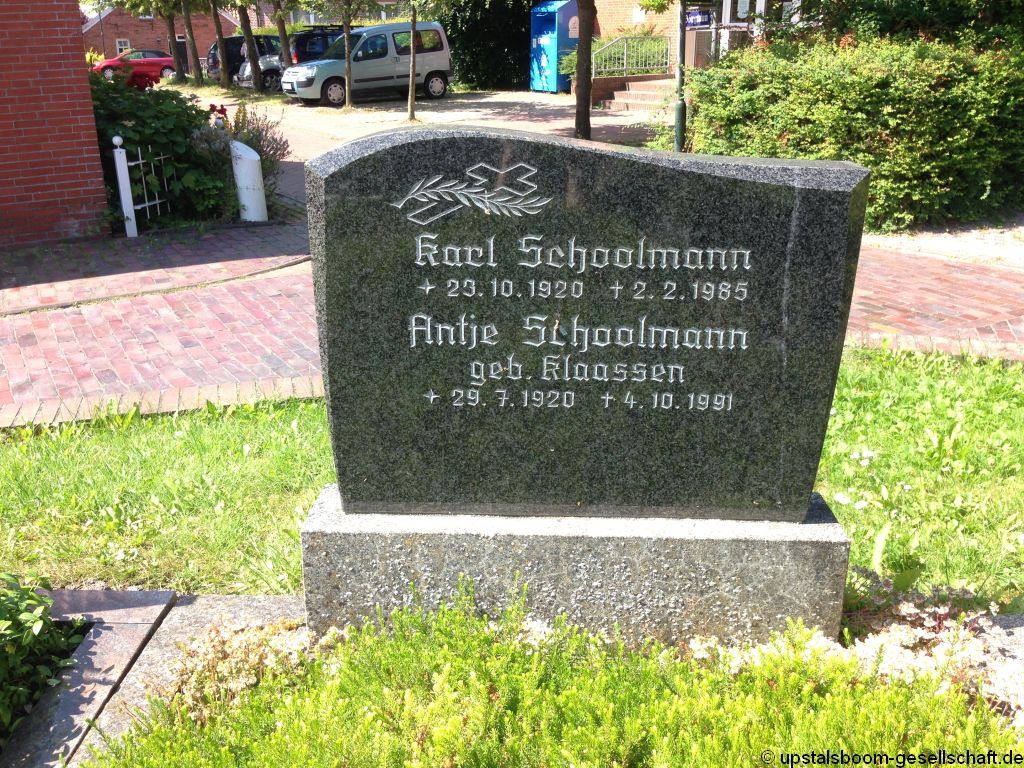 Karl Schoolmann
✦ 23.10.1920 † 2.2.1985
Antje Schoolmann
geb. Klaassen
✦ 29.7.1920 † 4.10.1991
© upstalsboom-gesellschaft.de